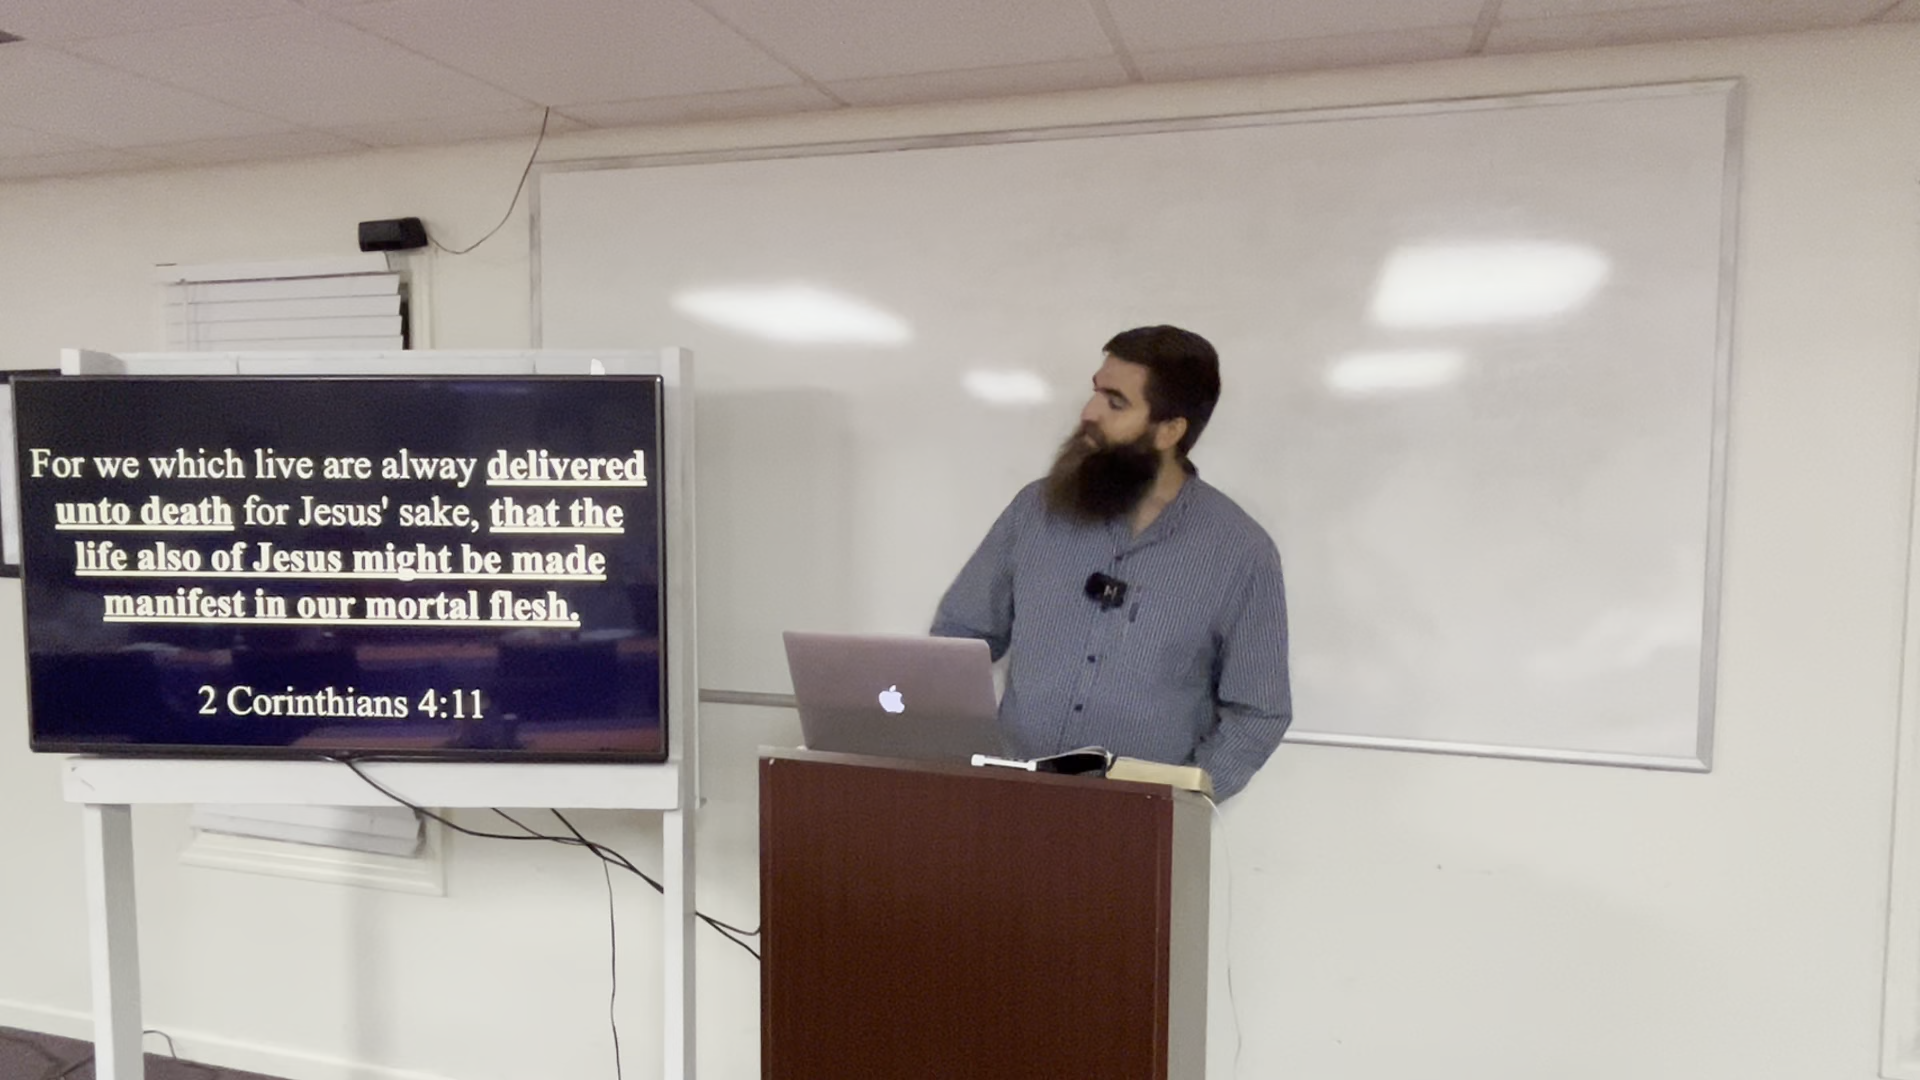 For we which live are alway delivered
unto death for Jesus' sake, that the
life also of Jesus might be made
manifest in our mortal flesh.
2 Corinthians 4:11